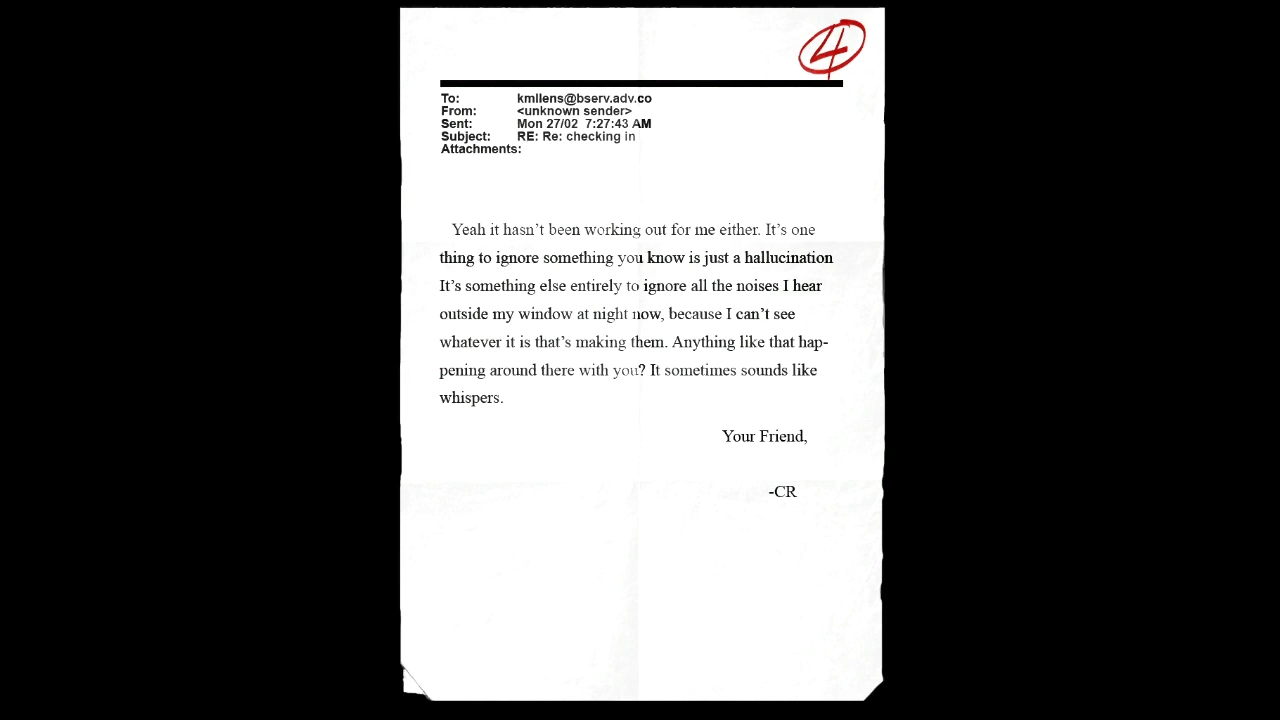 4
To: kmllens@bserv.adv.co
From: <unknown sender>
Sent: Mon 27/02 7:27:43 AM
Subject: RE: Re: checking in
Attachments:
Yeah it hasn’t been working out for me either. It’s one
thing to ignore something you know is just a hallucination
It’s something else entirely to ignore all the noises I hear
outside my window at night now, because I can’t see
whatever it is that’s making them. Anything like that hap-
pening around there with you? It sometimes sounds like
whispers.
Your Friend,
-CR